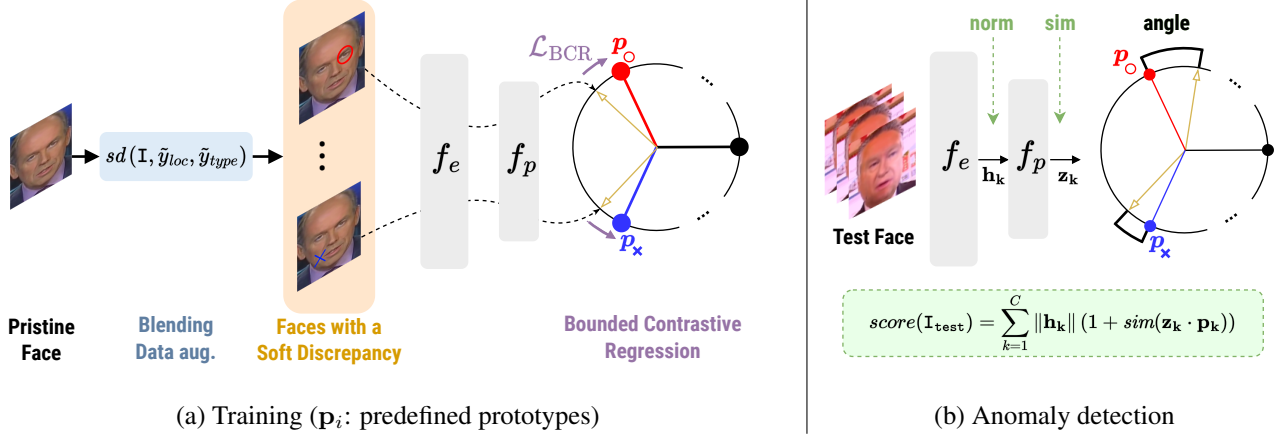 𝓛_BCR
p_○
...
sd(I, ỹ_loc, ỹ_type)
f_e
f_p
...
p_×
Pristine
Face
Blending
Data aug.
Faces with a
Soft Discrepancy
Bounded Contrastive
Regression
(a) Training (p_i: predefined prototypes)
norm
sim
angle
p_○
...
f_e
h_k
f_p
z_k
...
p_×
Test Face
score(I_test) = ∑_{k=1}^{C} ‖h_k‖ (1 + sim(z_k · p_k))
(b) Anomaly detection